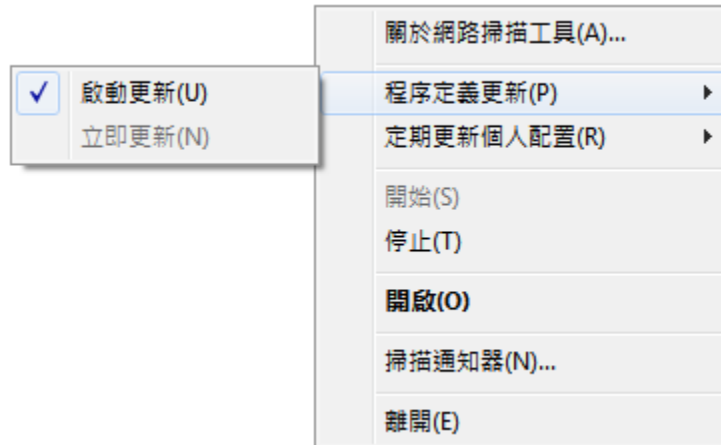 關於網路掃描工具(A)...
程序定義更新(P)
啟動更新(U)
立即更新(N)
定期更新個人配置(R)
開始(S)
停止(T)
開啟(O)
掃描通知器(N)...
離開(E)